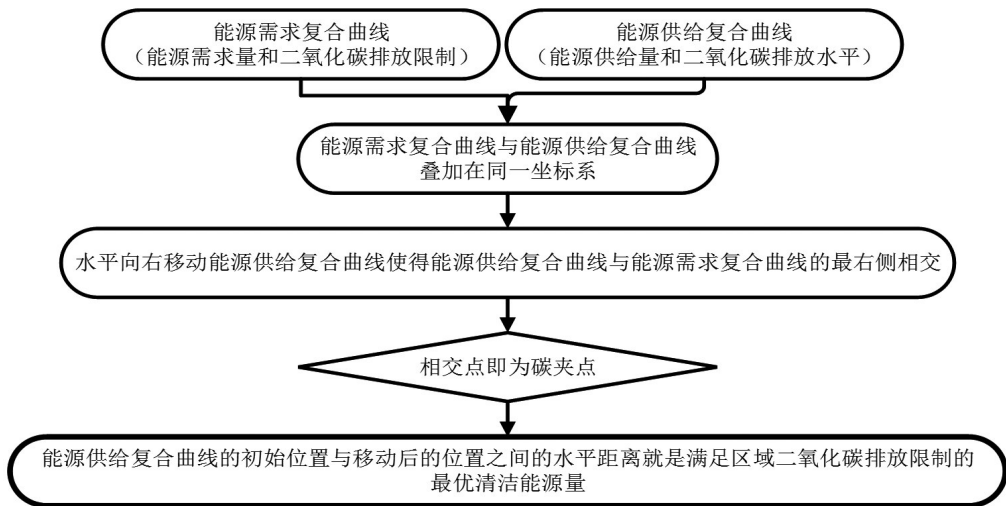 能源需求复合曲线
（能源需求量和二氧化碳排放限制）
能源供给复合曲线
（能源供给量和二氧化碳排放水平）
能源需求复合曲线与能源供给复合曲线
叠加在同一坐标系
水平向右移动能源供给复合曲线使得能源供给复合曲线与能源需求复合曲线的最右侧相交
相交点即为碳夹点
能源供给复合曲线的初始位置与移动后的位置之间的水平距离就是满足区域二氧化碳排放限制的
最优清洁能源量